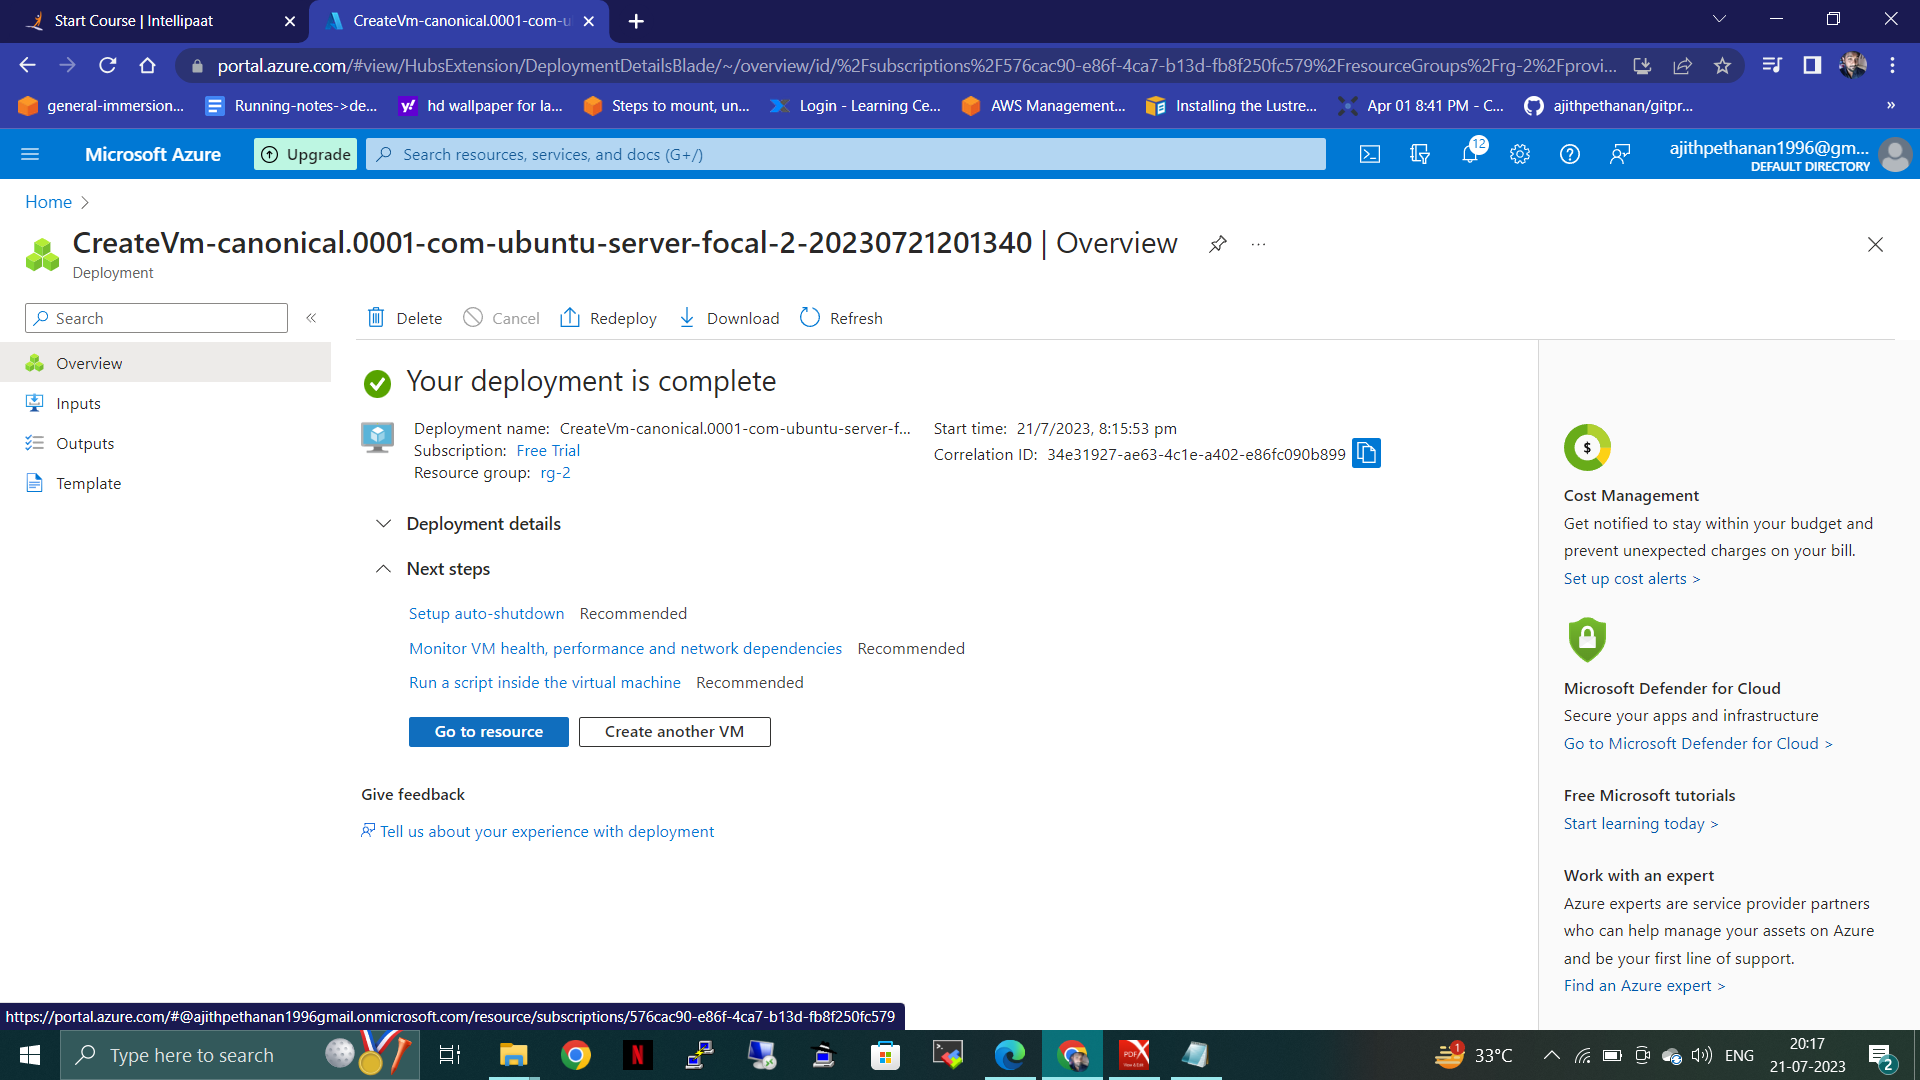 Start Course | Intellipaat
CreateVm-canonical.0001-com-u
portal.azure.com/#view/HubsExtension/DeploymentDetailsBlade/~/overview/id/%2Fsubscriptions%2F576cac90-e86f-4ca7-b13d-fb8f250fc579%2FresourceGroups%2Frg-2%2Fprovi...
general-immersion... Running-notes->de... hd wallpaper for la... Steps to mount, un... Login - Learning Ce... AWS Management... Installing the Lustre... Apr 01 8:41 PM - C... ajithpethanan/gitpr... »
Microsoft Azure Upgrade Search resources, services, and docs (G+/) 12 ajithpethanan1996@gm...
DEFAULT DIRECTORY
Home
CreateVm-canonical.0001-com-ubuntu-server-focal-2-20230721201340 | Overview ...
Deployment
Search «
Overview
Inputs
Outputs
Template
Delete Cancel Redeploy Download Refresh
Your deployment is complete
Deployment name: CreateVm-canonical.0001-com-ubuntu-server-f...
Subscription: Free Trial
Resource group: rg-2
Start time: 21/7/2023, 8:15:53 pm
Correlation ID: 34e31927-ae63-4c1e-a402-e86fc090b899
Deployment details
Next steps
Setup auto-shutdown Recommended
Monitor VM health, performance and network dependencies Recommended
Run a script inside the virtual machine Recommended
Go to resource Create another VM
Give feedback
Tell us about your experience with deployment
$
Cost Management
Get notified to stay within your budget and
prevent unexpected charges on your bill.
Set up cost alerts >
Microsoft Defender for Cloud
Secure your apps and infrastructure
Go to Microsoft Defender for Cloud >
Free Microsoft tutorials
Start learning today >
Work with an expert
Azure experts are service provider partners
who can help manage your assets on Azure
and be your first line of support.
Find an Azure expert >
https://portal.azure.com/#@ajithpethanan1996gmail.onmicrosoft.com/resource/subscriptions/576cac90-e86f-4ca7-b13d-fb8f250fc579
Type here to search N PDF 1 33°C ENG 20:17
21-07-2023 2